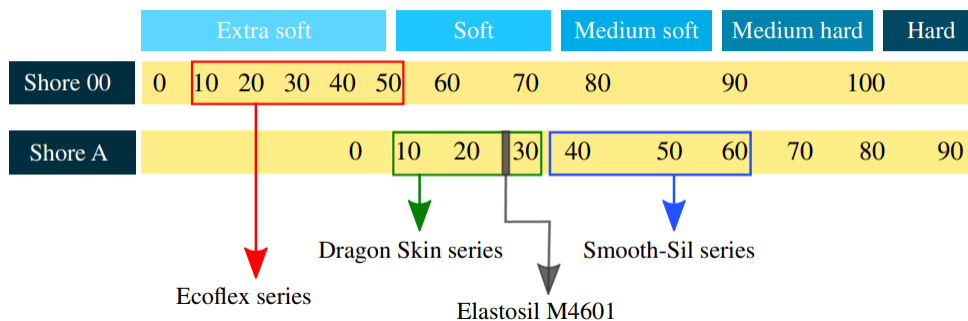 Extra soft Soft Medium soft Medium hard Hard
Shore 00 0 10 20 30 40 50 60 70 80 90 100
Shore A 0 10 20 30 40 50 60 70 80 90
Dragon Skin series Smooth-Sil series
Ecoflex series
Elastosil M4601